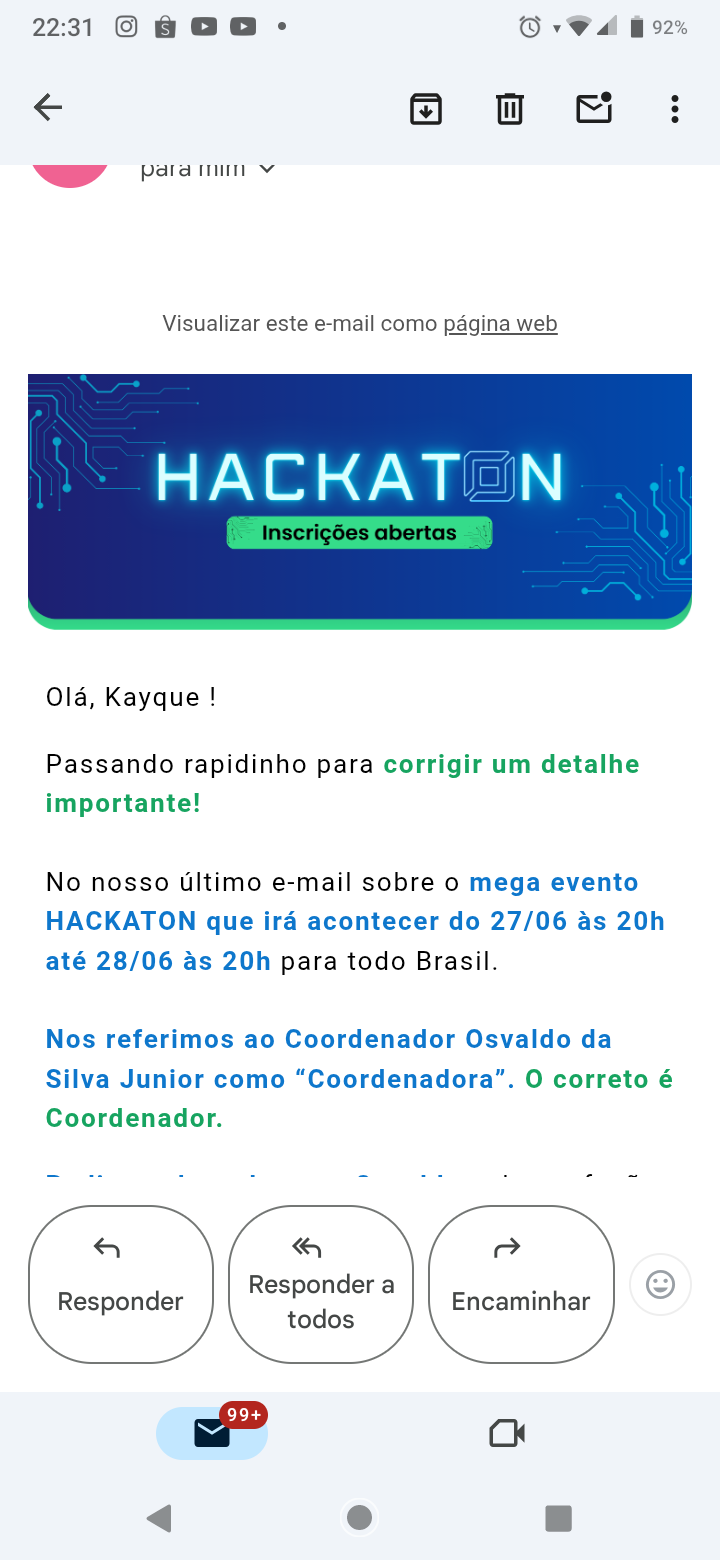 22:31
92%
para mim
Visualizar este e-mail como página web
HACKATON
Inscrições abertas
Olá, Kayque !
Passando rapidinho para corrigir um detalhe
importante!
No nosso último e-mail sobre o mega evento
HACKATON que irá acontecer do 27/06 às 20h
até 28/06 às 20h para todo Brasil.
Nos referimos ao Coordenador Osvaldo da
Silva Junior como “Coordenadora”. O correto é
Coordenador.
Responder
Responder a
todos
Encaminhar
99+